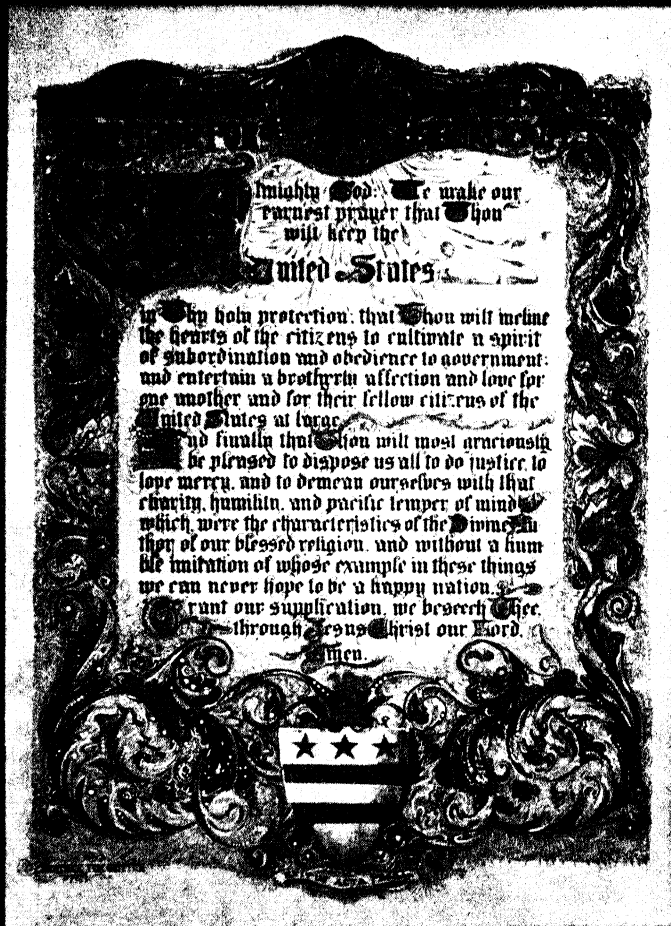 Almighty God: We make our
earnest prayer that Thou
will keep the
United States
in Thy holy protection: that Thou wilt incline
the hearts of the citizens to cultivate a spirit
of subordination and obedience to government:
and entertain a brotherly affection and love for
one another and for their fellow citizens of the
United States at large.
And finally that Thou wilt most graciously
be pleased to dispose us all to do justice, to
love mercy, and to demean ourselves with that
charity, humility, and pacific temper of mind
which were the characteristics of the Divine Au
thor of our blessed religion, and without a hum
ble imitation of whose example in these things
we can never hope to be a happy nation.
Grant our supplication, we beseech Thee,
through Jesus Christ our Lord.
Amen.